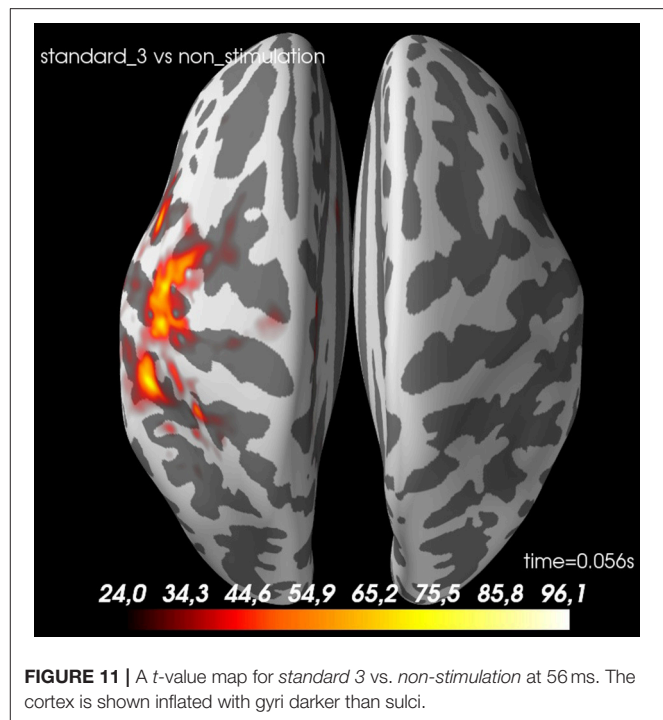 standard_3 vs non_stimulation
time=0.056s
24,0 34,3 44,6 54,9 65,2 75,5 85,8 96,1
FIGURE 11 | A t-value map for standard 3 vs. non-stimulation at 56 ms. The
cortex is shown inflated with gyri darker than sulci.